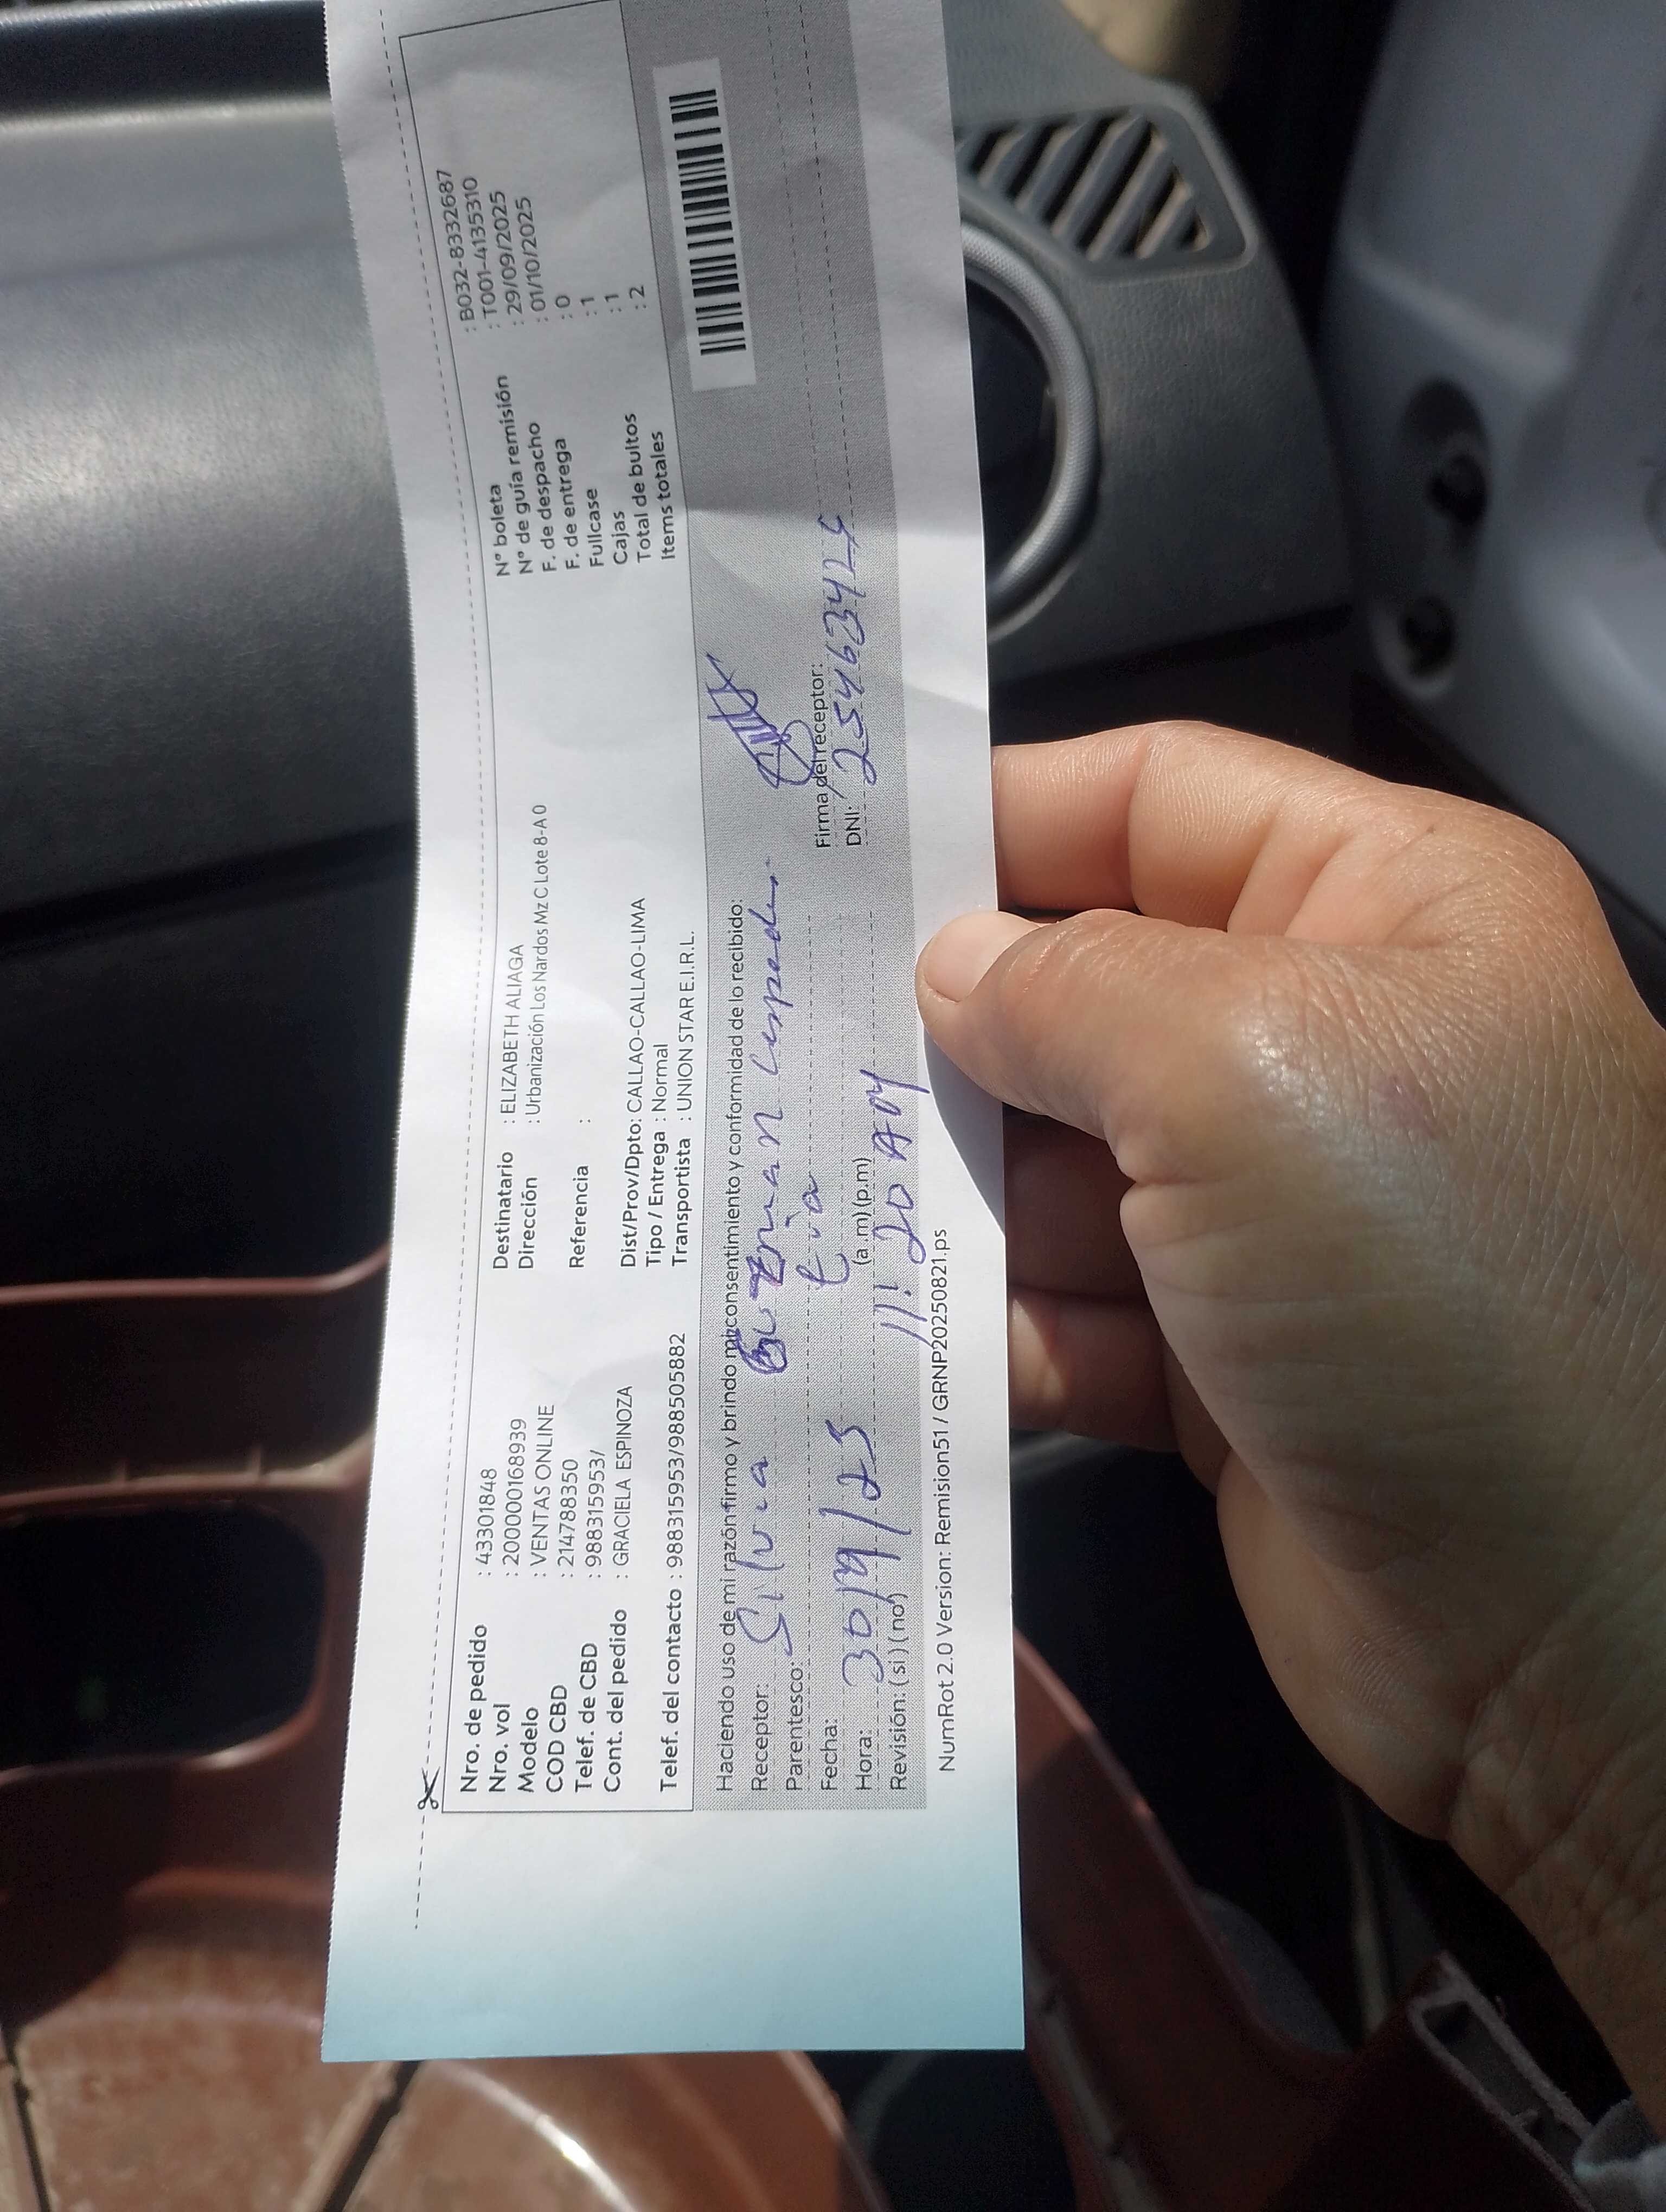 Nro. de pedido : 43301848
Nro. vol : 2000000168939
Modelo : VENTAS ONLINE
COD CBD : 214788350
Telef. de CBD : 988315953/
Cont. del pedido : GRACIELA ESPINOZA
Telef. del contacto : 988315953/988505882
Destinatario : ELIZABETH ALIAGA
Dirección : Urbanización Los Nardos Mz C Lote 8-A 0
Referencia :
Dist/Prov/Dpto: CALLAO-CALLAO-LIMA
Tipo / Entrega : Normal
Transportista : UNION STAR E.I.R.L.
N° boleta : B032-8332687
N° de guía remisión : T001-4135310
F. de despacho : 29/09/2025
F. de entrega : 01/10/2025
Fullcase : 0
Cajas : 1
Total de bultos : 1
Items totales : 2
Haciendo uso de mi razón firmo y brindo mi consentimiento y conformidad de lo recibido:
Receptor: Silvia
Parentesco: tia
Fecha: 30/9/25
Hora: (a.m)(p.m) 11:20 AM
Revisión: (si) (no)
Firma del receptor:
DNI:
NumRot 2.0 Version: Remision51 / GRNP20250821.ps